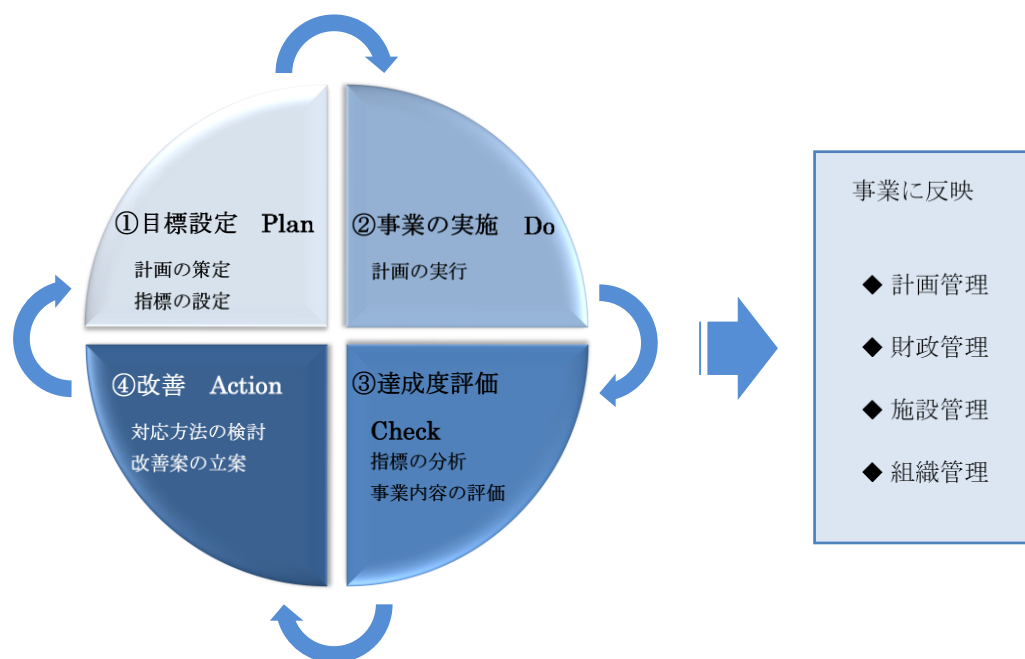 ①目標設定　Plan
計画の策定
指標の設定
②事業の実施　Do
計画の実行
③達成度評価
Check
指標の分析
事業内容の評価
④改善　Action
対応方法の検討
改善案の立案
事業に反映
◆ 計画管理
◆ 財政管理
◆ 施設管理
◆ 組織管理